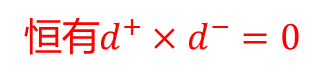 恒有d⁺ × d⁻ = 0